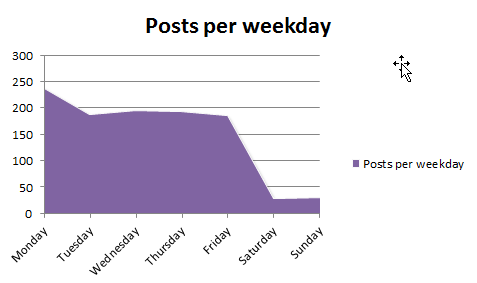 Posts per weekday
300
250
200
150
100
50
0
Monday
Tuesday
Wednesday
Thursday
Friday
Saturday
Sunday
Posts per weekday